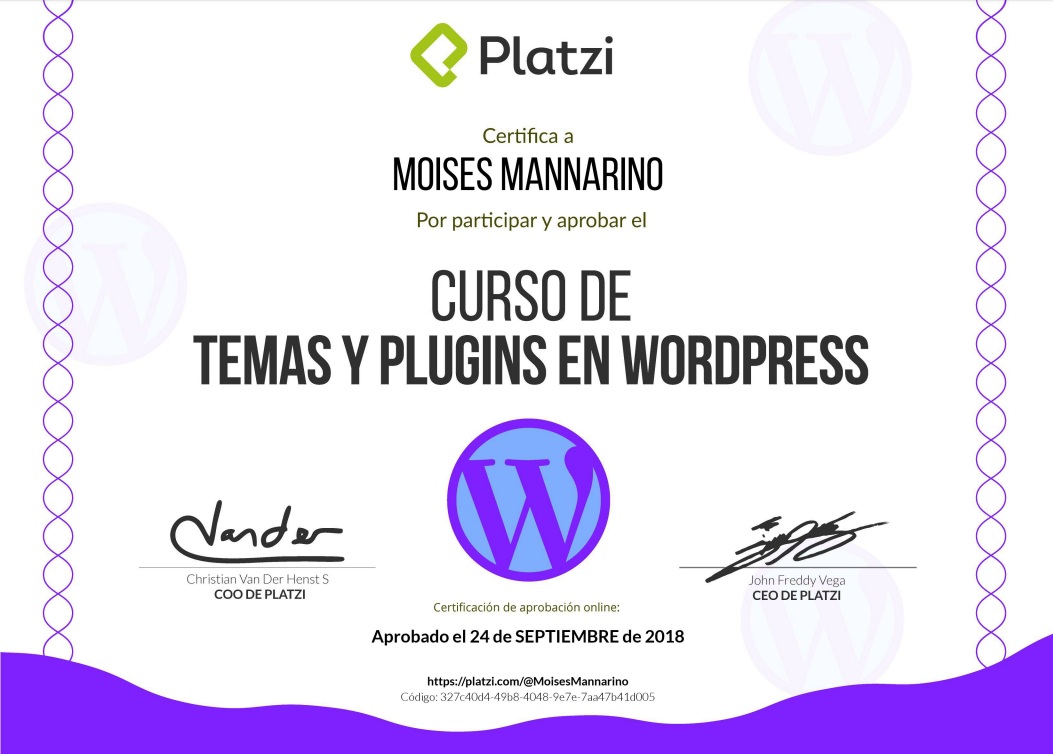 Platzi
Certifica a
MOISES MANNARINO
Por participar y aprobar el
CURSO DE
TEMAS Y PLUGINS EN WORDPRESS
Vander
Christian Van Der Henst S
COO DE PLATZI
John Freddy Vega
CEO DE PLATZI
Certificación de aprobación online:
Aprobado el 24 de SEPTIEMBRE de 2018
https://platzi.com/@MoisesMannarino
Código: 327c40d4-49b8-4048-9e7e-7aa47b41d005